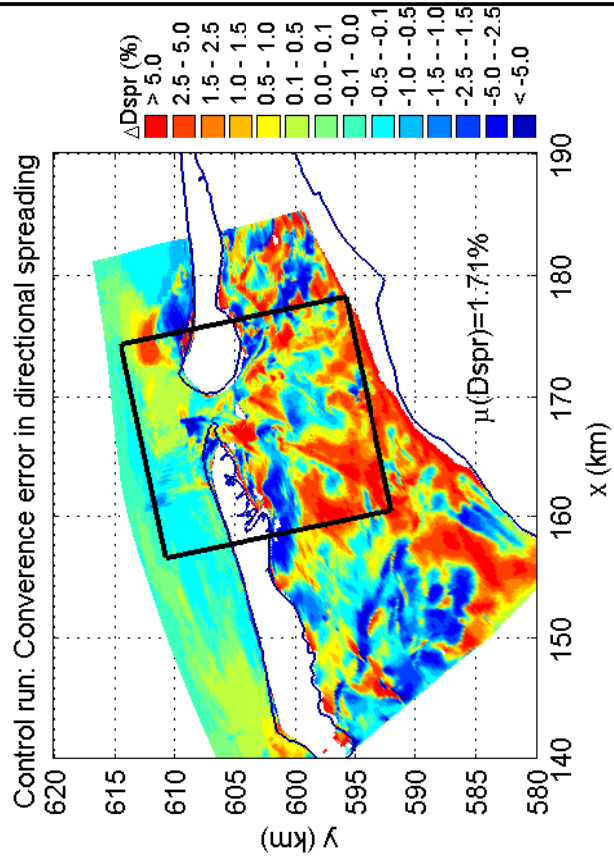 Control run: Converence error in directional spreading
620
615
610
605
600
595
590
585
580
y (km)
140
150
160
170
180
190
x (km)
μ(Dspr)=1.71%
ΔDspr (%)
> 5.0
2.5 - 5.0
1.5 - 2.5
1.0 - 1.5
0.5 - 1.0
0.1 - 0.5
0.0 - 0.1
-0.1 - 0.0
-0.5 - -0.1
-1.0 - -0.5
-1.5 - -1.0
-2.5 - -1.5
-5.0 - -2.5
< -5.0